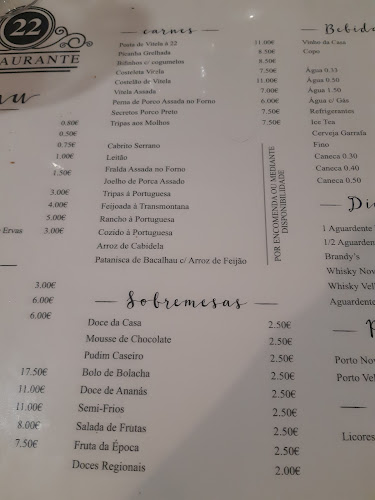 22
AURANTE
nu
0.80€
0.50€
0.75€
1.00€
1.50€
3.00€
4.00€
5.00€
Ervas 3.00€
3.00€
6.00€
6.00€
17.50€
11.00€
11.00€
8.00€
7.50€
carnes
Posta de Vitela à 22 11.00€
Picanha Grelhada 8.50€
Bifinhos c/ cogumelos 8.50€
Costeleta Vitela 7.50€
Costelão de Vitela 11.00€
Vitela Assada 7.00€
Perna de Porco Assada no Forno 6.00€
Secretos Porco Preto 7.50€
Tripas aos Molhos 7.50€
Cabrito Serrano
Leitão
Fralda Assada no Forno
Joelho de Porco Assado
Tripas à Portuguesa
Feijoada à Transmontana
Rancho à Portuguesa
Cozido à Portuguesa
Arroz de Cabidela
Pataniscas de Bacalhau c/ Arroz de Feijão
POR ENCOMENDA OU MEDIANTE
DISPONIBILIDADE
Sobremesas
Doce da Casa 2.50€
Mousse de Chocolate 2.50€
Pudim Caseiro 2.50€
Bolo de Bolacha 2.50€
Doce de Ananás 2.50€
Semi-Frios 2.50€
Salada de Frutas 2.50€
Fruta da Época 2.50€
Doces Regionais 2.00€
Bebida
Vinho da Casa
Copo
Água 0.33
Água 0.50
Água 1.50
Água c/ Gás
Refrigerantes
Ice Tea
Cerveja Garrafa
Fino
Caneca 0.30
Caneca 0.40
Caneca 0.50
Di
1 Aguardente
1/2 Aguarden
Brandy's
Whisky Nov
Whisky Vel
Aguardente
P
Porto Nov
Porto Vel
Licores